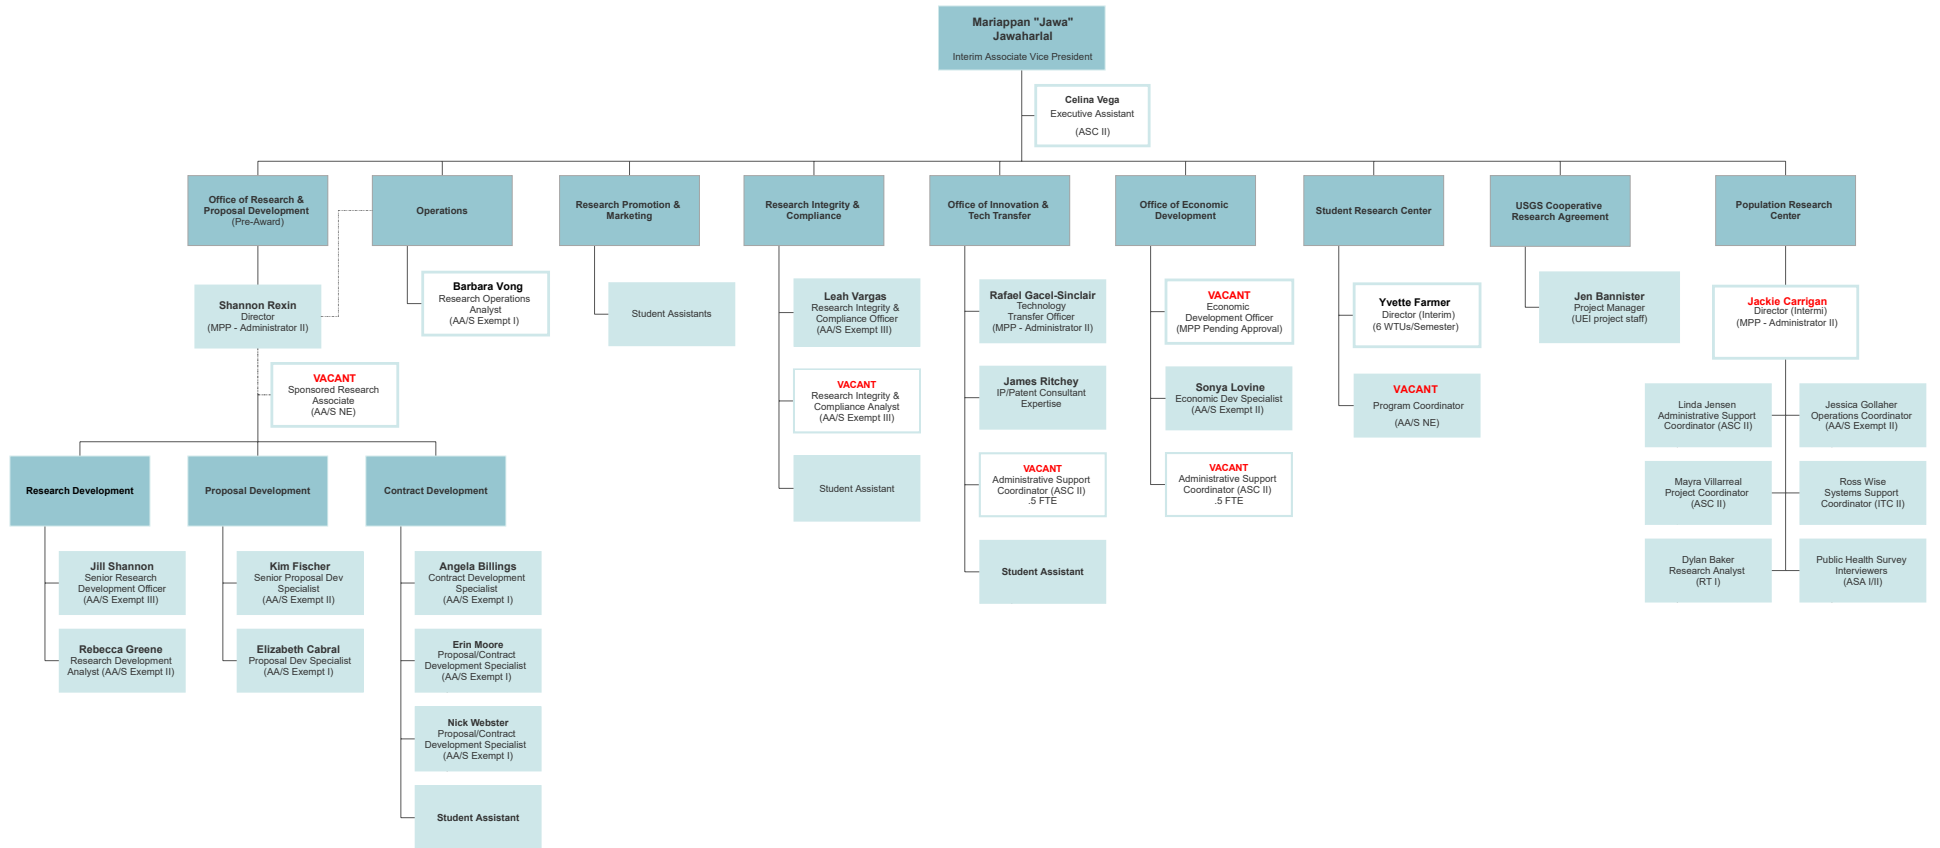 Mariappan "Jawa"
Jawaharlal
Interim Associate Vice President
Celina Vega
Executive Assistant
(ASC II)
Office of Research &
Proposal Development
(Pre-Award)
Operations
Research Promotion &
Marketing
Research Integrity &
Compliance
Office of Innovation &
Tech Transfer
Office of Economic
Development
Student Research Center
USGS Cooperative
Research Agreement
Population Research
Center
Shannon Rexin
Director
(MPP - Administrator II)
VACANT
Sponsored Research
Associate
(AA/S NE)
Barbara Vong
Research Operations
Analyst
(AA/S Exempt I)
Student Assistants
Leah Vargas
Research Integrity &
Compliance Officer
(AA/S Exempt III)
VACANT
Research Integrity &
Compliance Analyst
(AA/S Exempt III)
Student Assistant
Rafael Gacel-Sinclair
Technology
Transfer Officer
(MPP - Administrator II)
James Ritchey
IP/Patent Consultant
Expertise
VACANT
Administrative Support
Coordinator (ASC II)
.5 FTE
Student Assistant
VACANT
Economic
Development Officer
(MPP Pending Approval)
Sonya Lovine
Economic Dev Specialist
(AA/S Exempt II)
VACANT
Administrative Support
Coordinator (ASC II)
.5 FTE
Yvette Farmer
Director (Interim)
(6 WTUs/Semester)
VACANT
Program Coordinator
(AA/S NE)
Jen Bannister
Project Manager
(UEI project staff)
Jackie Carrigan
Director (Intermi)
(MPP - Administrator II)
Linda Jensen
Administrative Support
Coordinator (ASC II)
Jessica Gollaher
Operations Coordinator
(AA/S Exempt II)
Mayra Villarreal
Project Coordinator
(ASC II)
Ross Wise
Systems Support
Coordinator (ITC II)
Dylan Baker
Research Analyst
(RT I)
Public Health Survey
Interviewers
(ASA I/II)
Research Development
Proposal Development
Contract Development
Jill Shannon
Senior Research
Development Officer
(AA/S Exempt III)
Rebecca Greene
Research Development
Analyst (AA/S Exempt II)
Kim Fischer
Senior Proposal Dev
Specialist
(AA/S Exempt II)
Elizabeth Cabral
Proposal Dev Specialist
(AA/S Exempt I)
Angela Billings
Contract Development
Specialist
(AA/S Exempt I)
Erin Moore
Proposal/Contract
Development Specialist
(AA/S Exempt I)
Nick Webster
Proposal/Contract
Development Specialist
(AA/S Exempt I)
Student Assistant